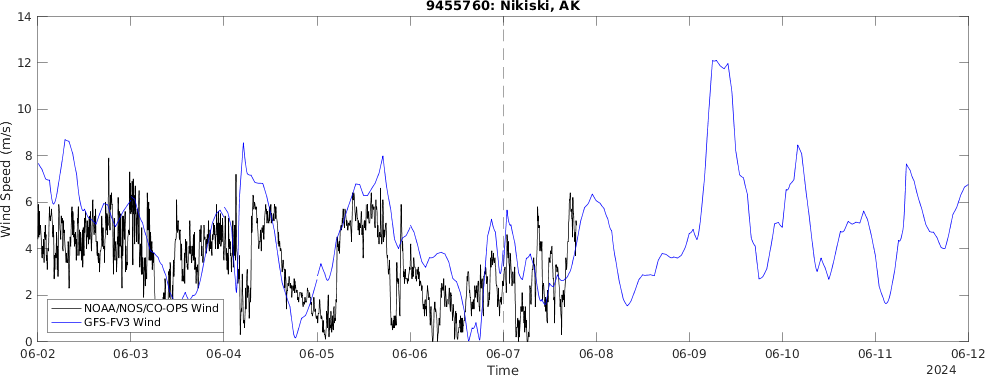 9455760: Nikiski, AK
14
12
10
8
6
4
2
0
Wind Speed (m/s)
NOAA/NOS/CO-OPS Wind
GFS-FV3 Wind
06-02 06-03 06-04 06-05 06-06 06-07 06-08 06-09 06-10 06-11 06-12
Time
2024